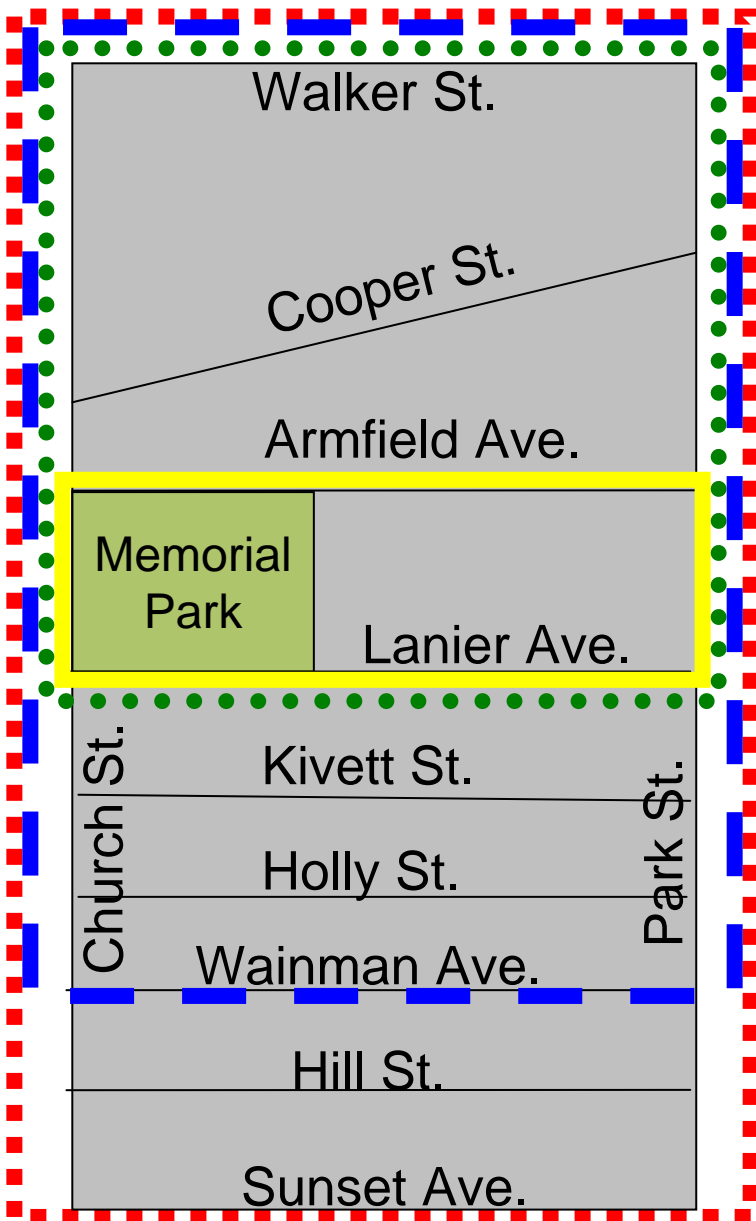 Walker St.
Cooper St.
Armfield Ave.
Memorial
Park
Lanier Ave.
Church St.
Kivett St.
Park St.
Holly St.
Wainman Ave.
Hill St.
Sunset Ave.